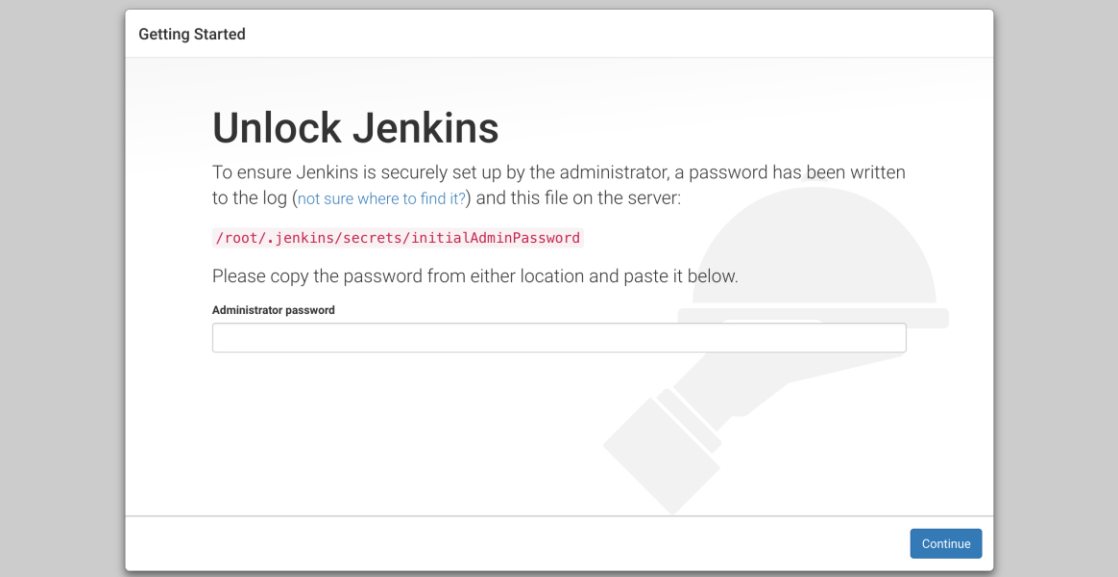 Getting Started
Unlock Jenkins
To ensure Jenkins is securely set up by the administrator, a password has been written
to the log (not sure where to find it?) and this file on the server:
/root/.jenkins/secrets/initialAdminPassword
Please copy the password from either location and paste it below.
Administrator password
Continue